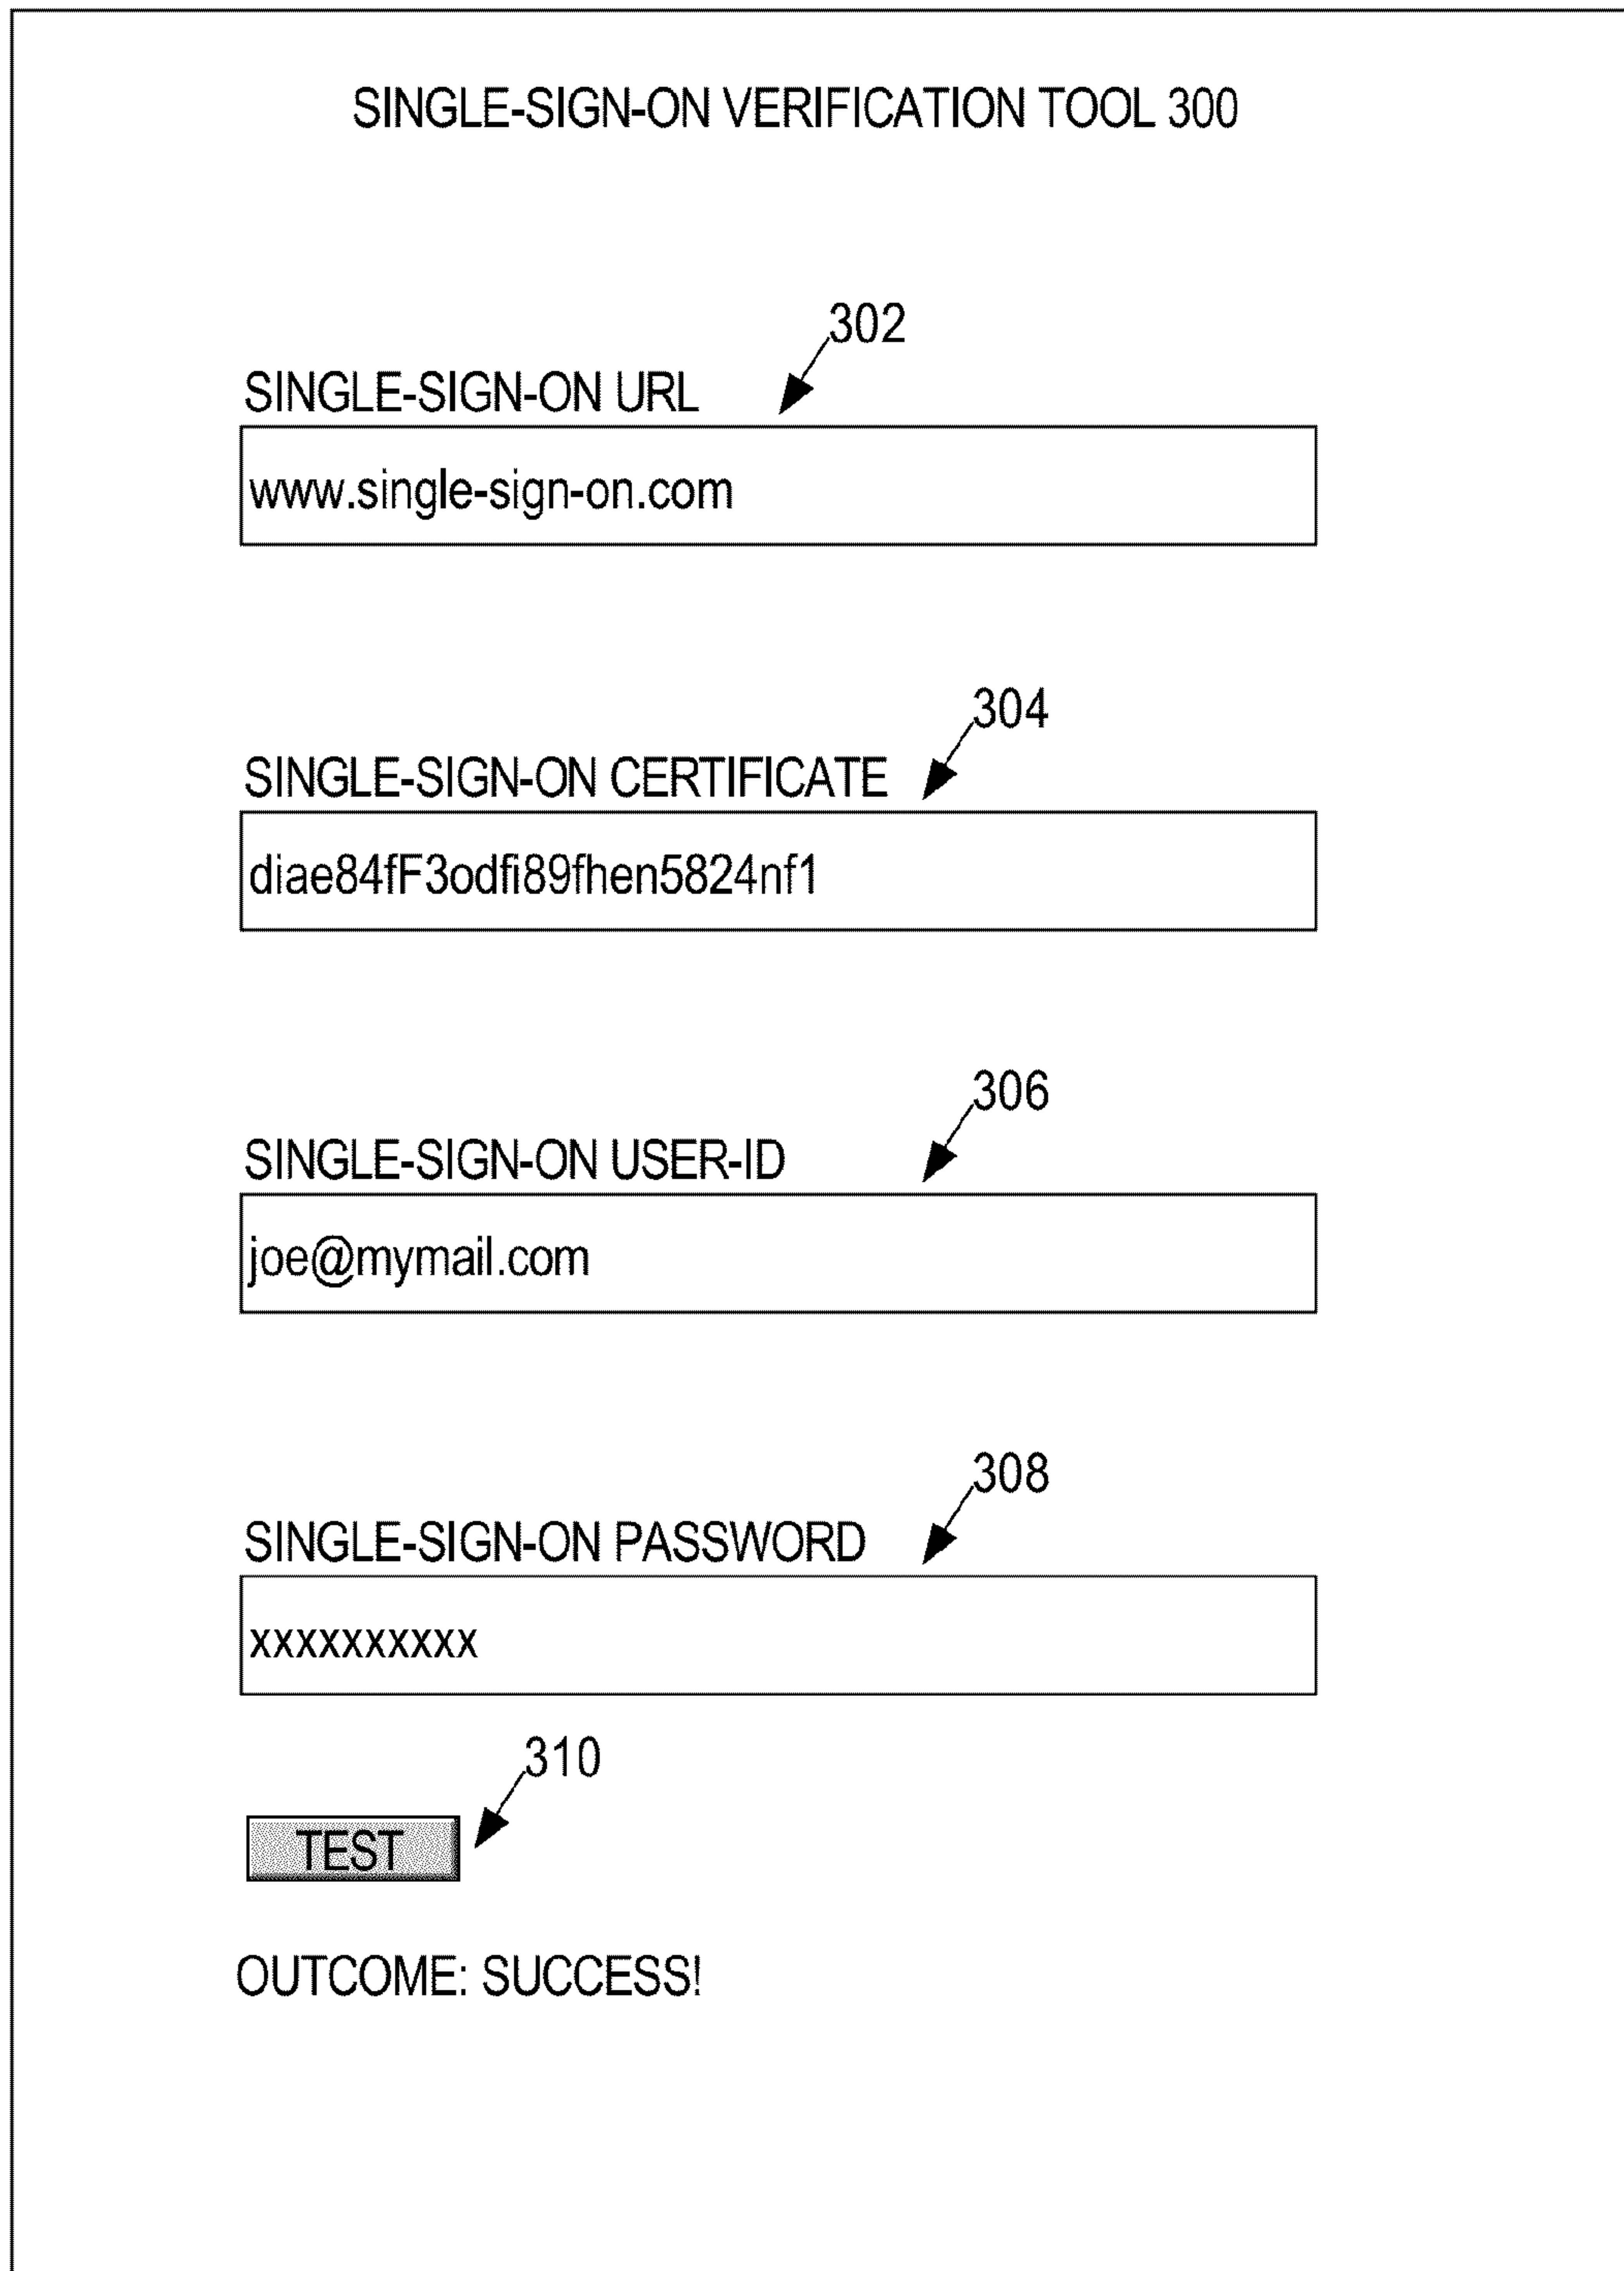 SINGLE-SIGN-ON VERIFICATION TOOL 300
302
SINGLE-SIGN-ON URL
www.single-sign-on.com
304
SINGLE-SIGN-ON CERTIFICATE
diae84fF3odfi89fhen5824nf1
306
SINGLE-SIGN-ON USER-ID
joe@mymail.com
308
SINGLE-SIGN-ON PASSWORD
xxxxxxxxxx
310
TEST
OUTCOME: SUCCESS!